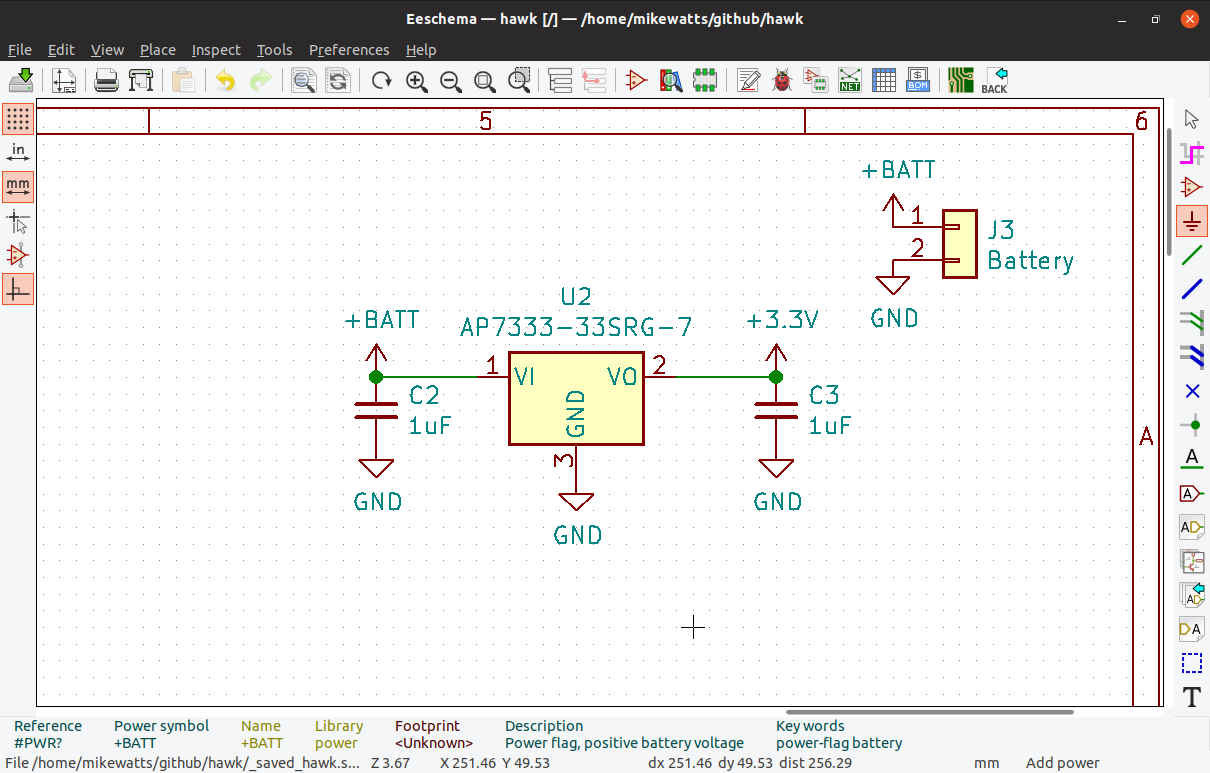 Eeschema — hawk [/] — /home/mikewatts/github/hawk
File Edit View Place Inspect Tools Preferences Help
NET
$
BOM
BACK
in
mm
5
6
+BATT
1
2
J3
Battery
GND
U2
+BATT
AP7333-33SRG-7
+3.3V
1
VI
VO
2
GND
C2
1uF
C3
1uF
3
A
GND
GND
GND
A
A
AD
AD
DA
T
Reference Power symbol Name Library Footprint Description Key words
#PWR? +BATT +BATT power <Unknown> Power flag, positive battery voltage power-flag battery
File /home/mikewatts/github/hawk/_saved_hawk.s... Z 3.67 X 251.46 Y 49.53 dx 251.46 dy 49.53 dist 256.29 mm Add power